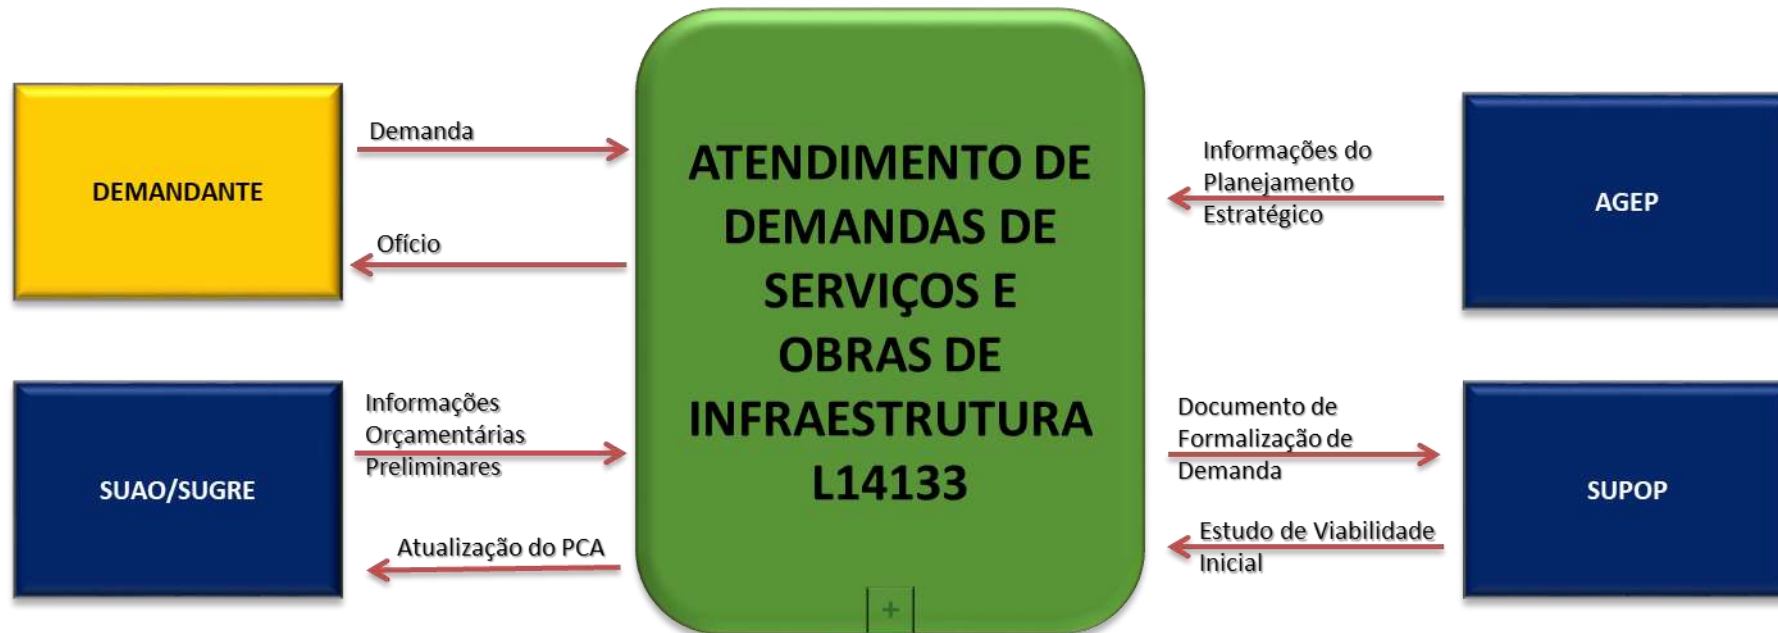 DEMANDANTE
Demanda
Ofício
SUAO/SUGRE
Informações
Orçamentárias
Preliminares
Atualização do PCA
ATENDIMENTO DE
DEMANDAS DE
SERVIÇOS E
OBRAS DE
INFRAESTRUTURA
L14133
+
Informações do
Planejamento
Estratégico
AGEP
Documento de
Formalização de
Demanda
Estudo de Viabilidade
Inicial
SUPOP